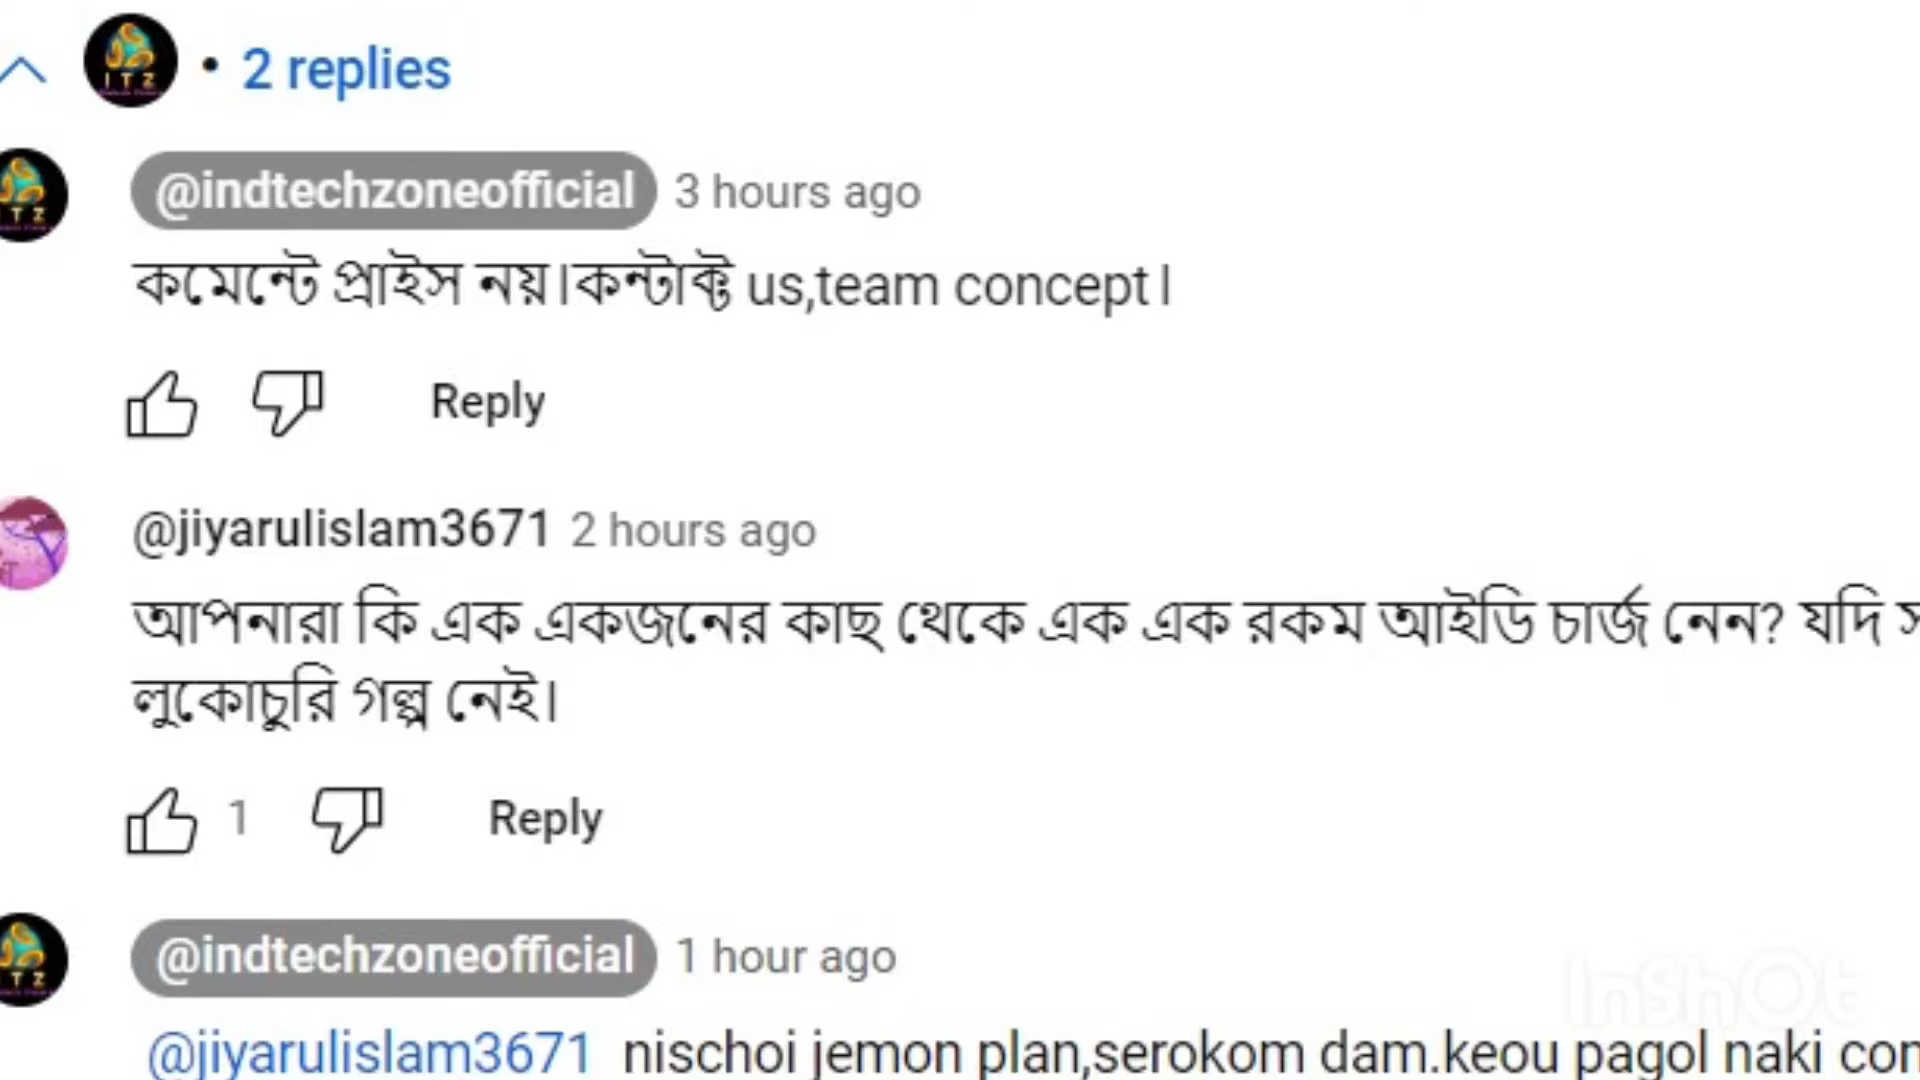 • 2 replies
@indtechzoneofficial 3 hours ago
কমেন্টে প্রাইস নয়।কন্টাক্ট us,team concept।
Reply
@jiyarulislam3671 2 hours ago
আপনারা কি এক একজনের কাছ থেকে এক এক রকম আইডি চার্জ নেন? যদি
লুকোচুরি গল্প নেই।
1 Reply
@indtechzoneofficial 1 hour ago
@jiyarulislam3671 nischoi jemon plan,serokom dam.keou pagol naki
InShOt